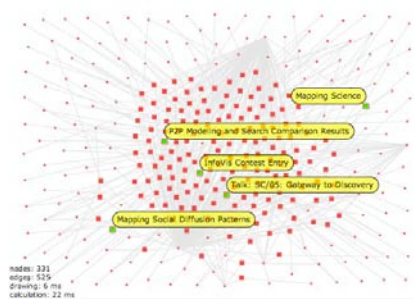 Mapping Science
P2P Modeling and Search Comparison Results
InfoVis Contest Entry
Talk: SC/05: Gateway to Discovery
Mapping Social Diffusion Patterns
nodes: 331
edges: 525
drawing: 6 ms
calculation: 22 ms